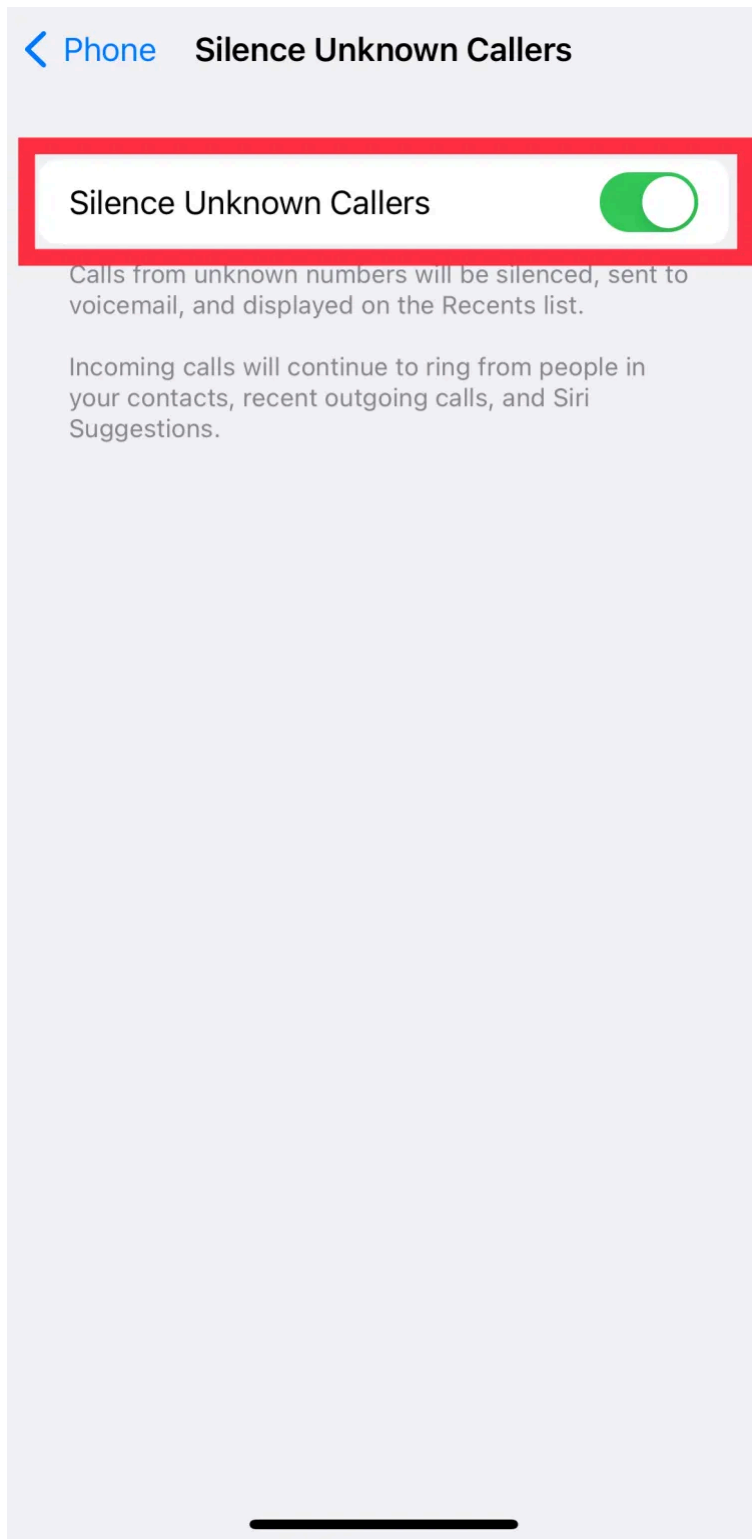 Phone Silence Unknown Callers
Silence Unknown Callers
Calls from unknown numbers will be silenced, sent to
voicemail, and displayed on the Recents list.
Incoming calls will continue to ring from people in
your contacts, recent outgoing calls, and Siri
Suggestions.